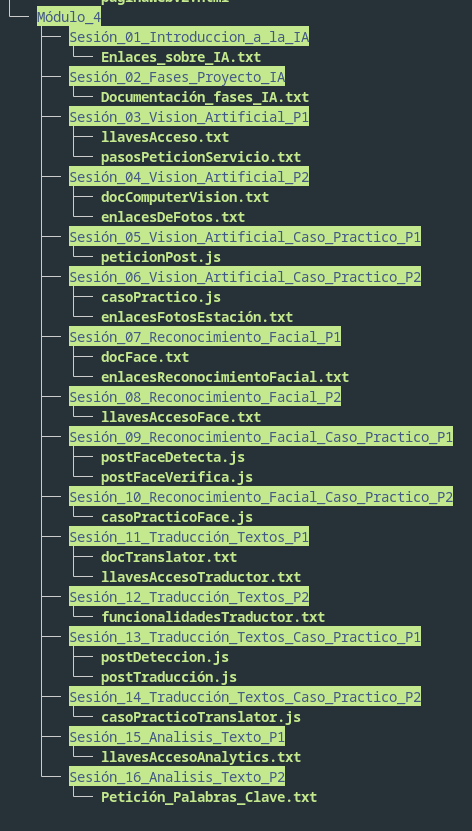 Módulo_4
Sesión_01_Introduccion_a_la_IA
Enlaces_sobre_IA.txt
Sesión_02_Fases_Proyecto_IA
Documentación_fases_IA.txt
Sesión_03_Vision_Artificial_P1
llavesAcceso.txt
pasosPeticionServicio.txt
Sesión_04_Vision_Artificial_P2
docComputerVision.txt
enlacesDeFotos.txt
Sesión_05_Vision_Artificial_Caso_Practico_P1
peticionPost.js
Sesión_06_Vision_Artificial_Caso_Practico_P2
casoPractico.js
enlacesFotosEstación.txt
Sesión_07_Reconocimiento_Facial_P1
docFace.txt
enlacesReconocimientoFacial.txt
Sesión_08_Reconocimiento_Facial_P2
llavesAccesoFace.txt
Sesión_09_Reconocimiento_Facial_Caso_Practico_P1
postFaceDetecta.js
postFaceVerifica.js
Sesión_10_Reconocimiento_Facial_Caso_Practico_P2
casoPracticoFace.js
Sesión_11_Traducción_Textos_P1
docTranslator.txt
llavesAccesoTraductor.txt
Sesión_12_Traducción_Textos_P2
funcionalidadesTraductor.txt
Sesión_13_Traducción_Textos_Caso_Practico_P1
postDeteccion.js
postTraducción.js
Sesión_14_Traducción_Textos_Caso_Practico_P2
casoPracticoTranslator.js
Sesión_15_Analisis_Texto_P1
llavesAccesoAnalytics.txt
Sesión_16_Analisis_Texto_P2
Petición_Palabras_Clave.txt